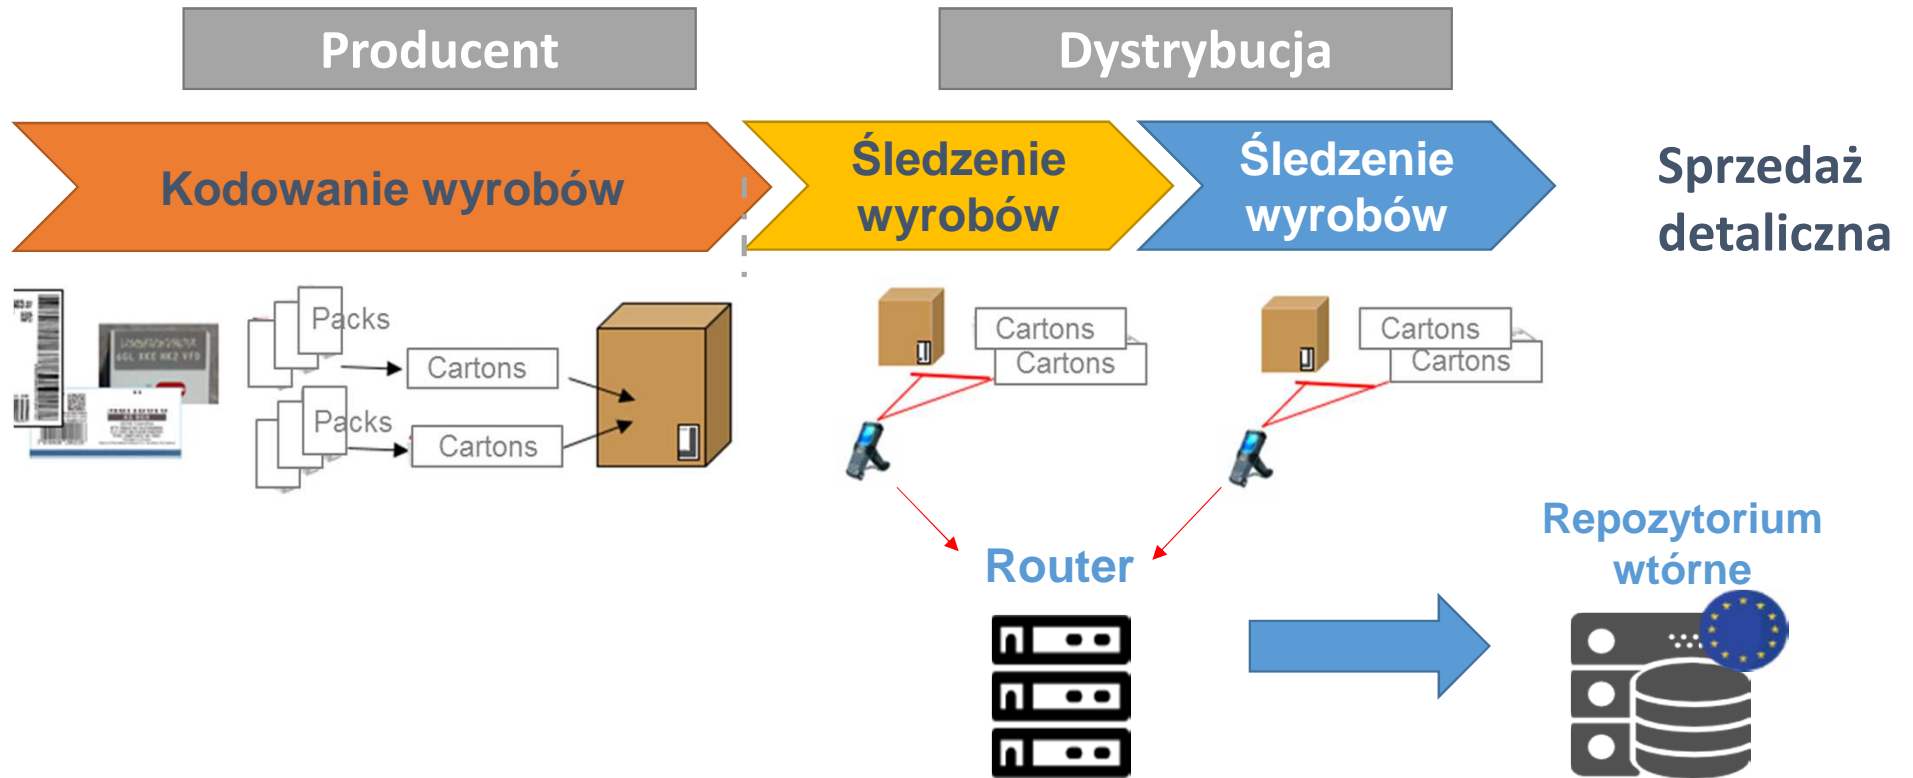 Producent
Dystrybucja
Kodowanie wyrobów
Śledzenie
wyrobów
Śledzenie
wyrobów
Sprzedaż
detaliczna
Packs
Cartons
Packs
Cartons
Cartons
Cartons
Cartons
Cartons
Router
Repozytorium
wtórne